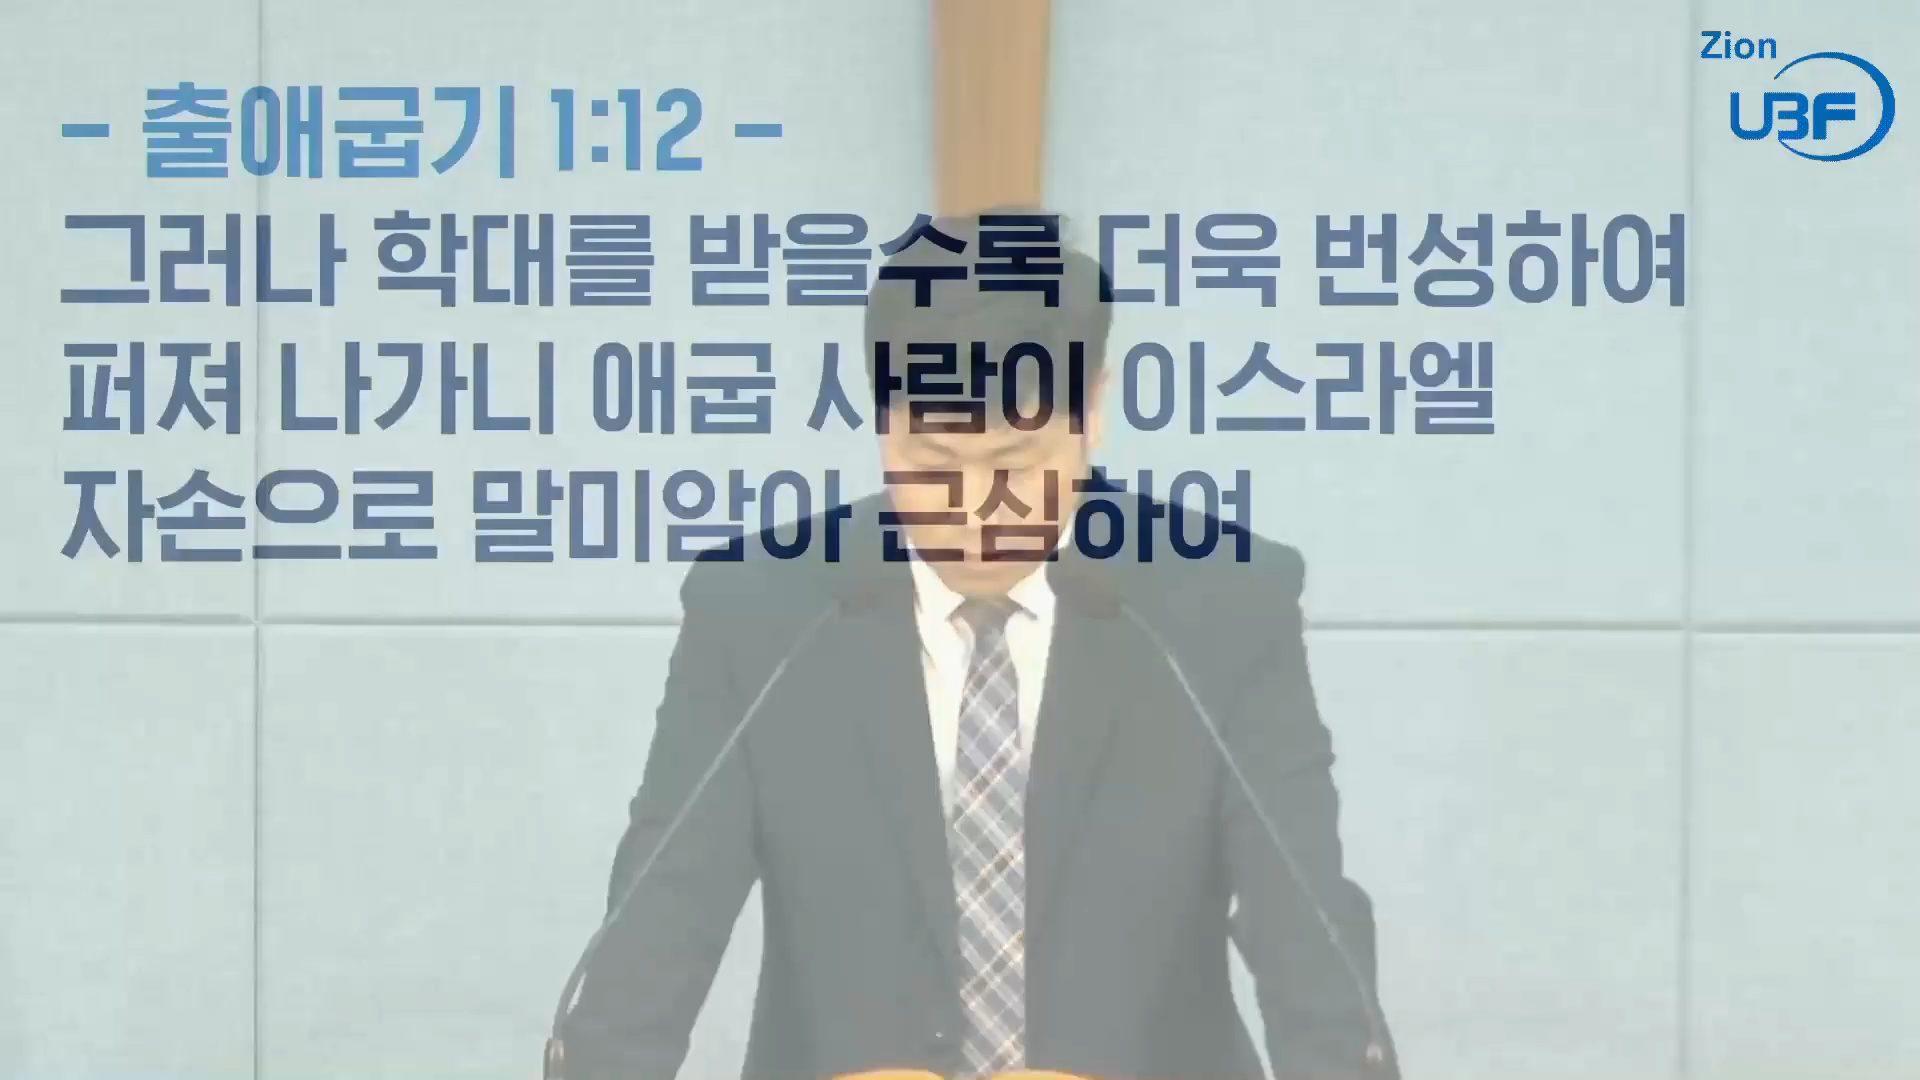 Zion
UBF
- 출애굽기 1:12 -
그러나 학대를 받을수록 더욱 번성하여
퍼져 나가니 애굽 사람이 이스라엘
자손으로 말미암아 근심하여